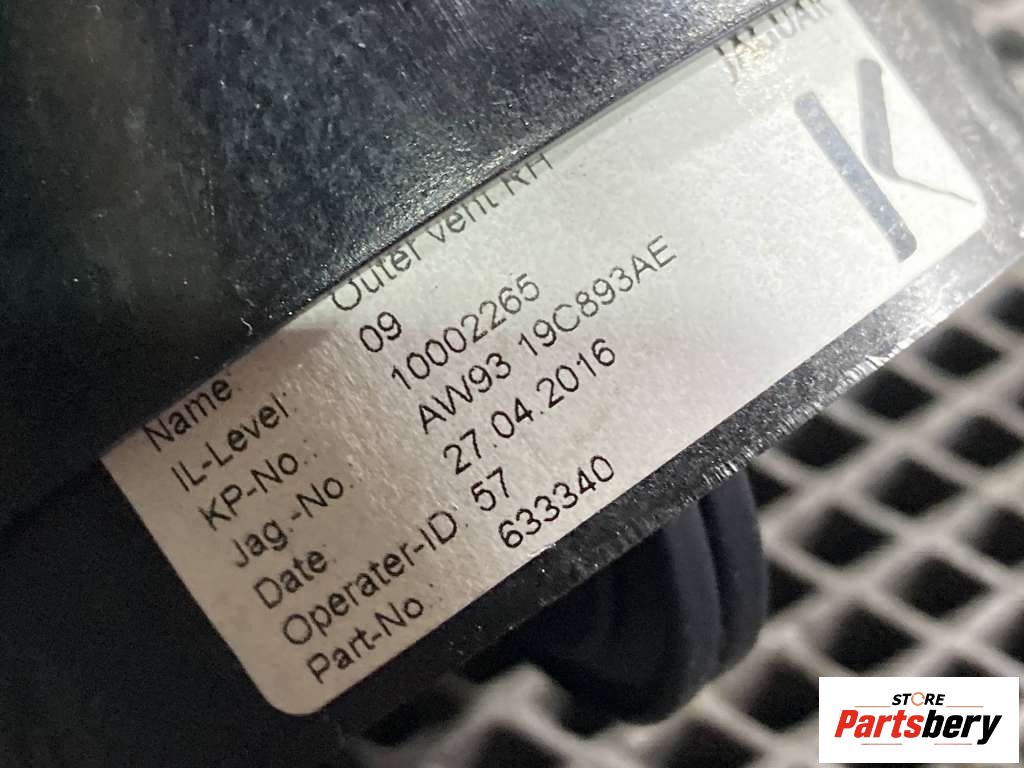 JAGUAR
K
Name: Outer vent RH
IL-Level: 09
KP-No.: 10002265
Jag.-No.: AW93 19C893AE
Date: 27.04.2016
Operater-ID: 57
Part-No.: 633340
STORE
Partsbery